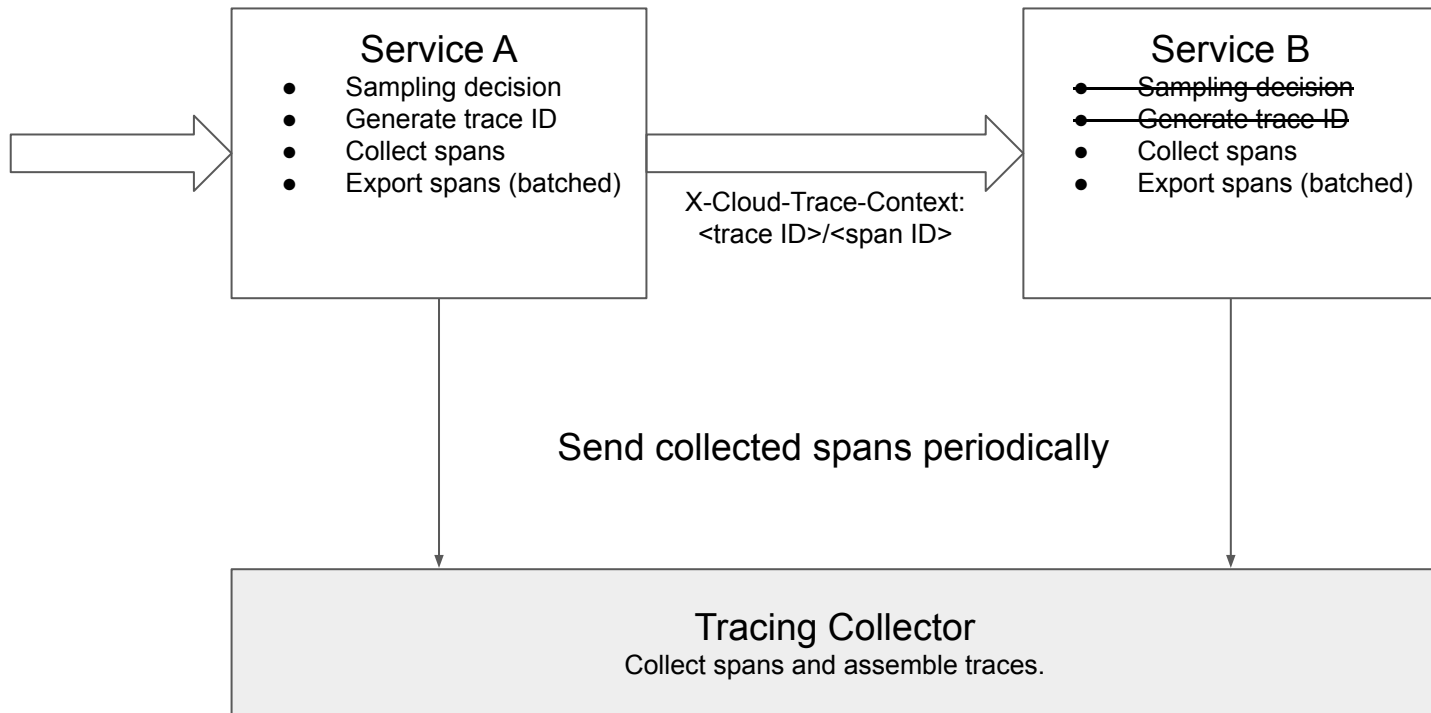 Service A
● Sampling decision
● Generate trace ID
● Collect spans
● Export spans (batched)
X-Cloud-Trace-Context:
<trace ID>/<span ID>
Service B
● Sampling decision
● Generate trace ID
● Collect spans
● Export spans (batched)
Send collected spans periodically
Tracing Collector
Collect spans and assemble traces.